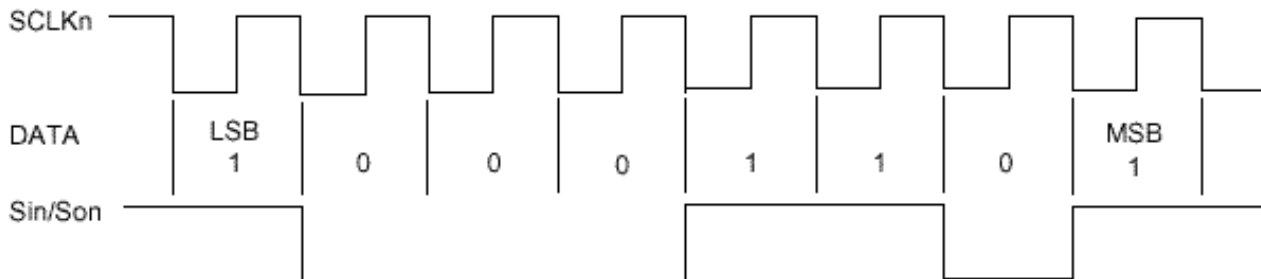 SCLKn
LSB MSB
DATA
1 0 0 0 1 1 0 1
Sin/Son